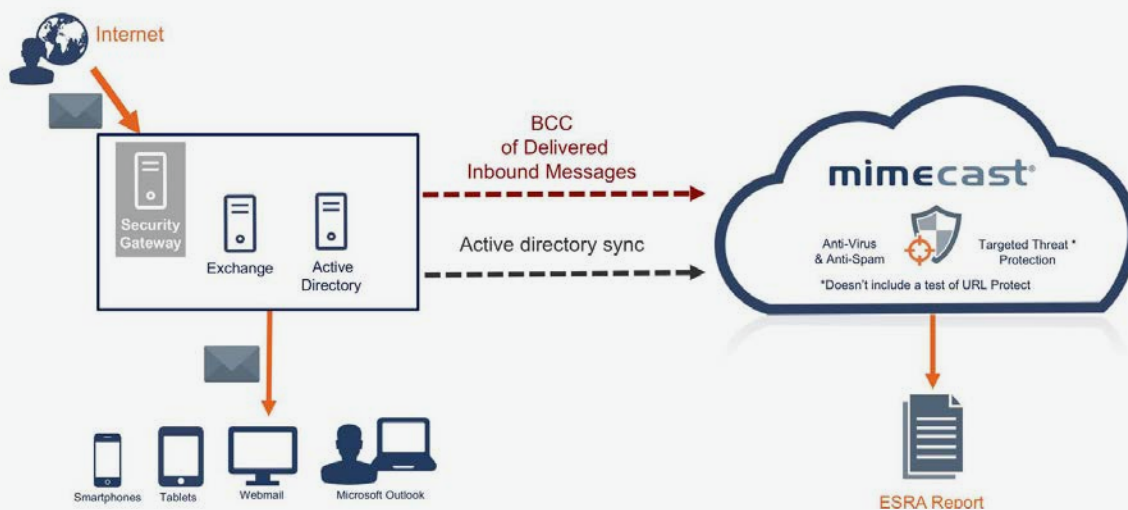 Internet
Security
Gateway
Exchange
Active
Directory
BCC
of Delivered
Inbound Messages
Active directory sync
mimecast®
Anti-Virus
& Anti-Spam
Targeted Threat *
Protection
*Doesn't include a test of URL Protect
Smartphones
Tablets
Webmail
Microsoft Outlook
ESRA Report